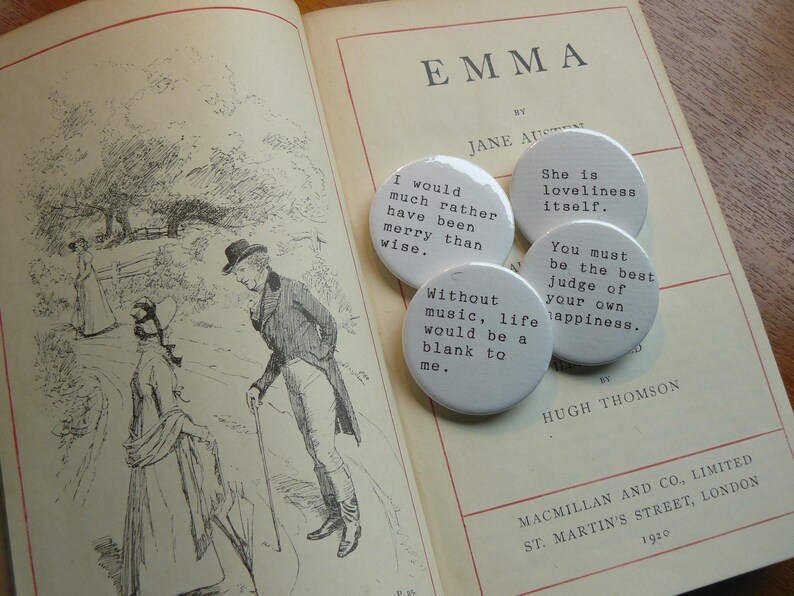 EMMA
BY
JANE AUSTEN
I would
much rather
have been
merry than
wise.
She is
loveliness
itself.
You must
be the best
judge of
your own
happiness.
Without
music, life
would be a
blank to
me.
BY
HUGH THOMSON
MACMILLAN AND CO., LIMITED
ST. MARTIN'S STREET, LONDON
1920